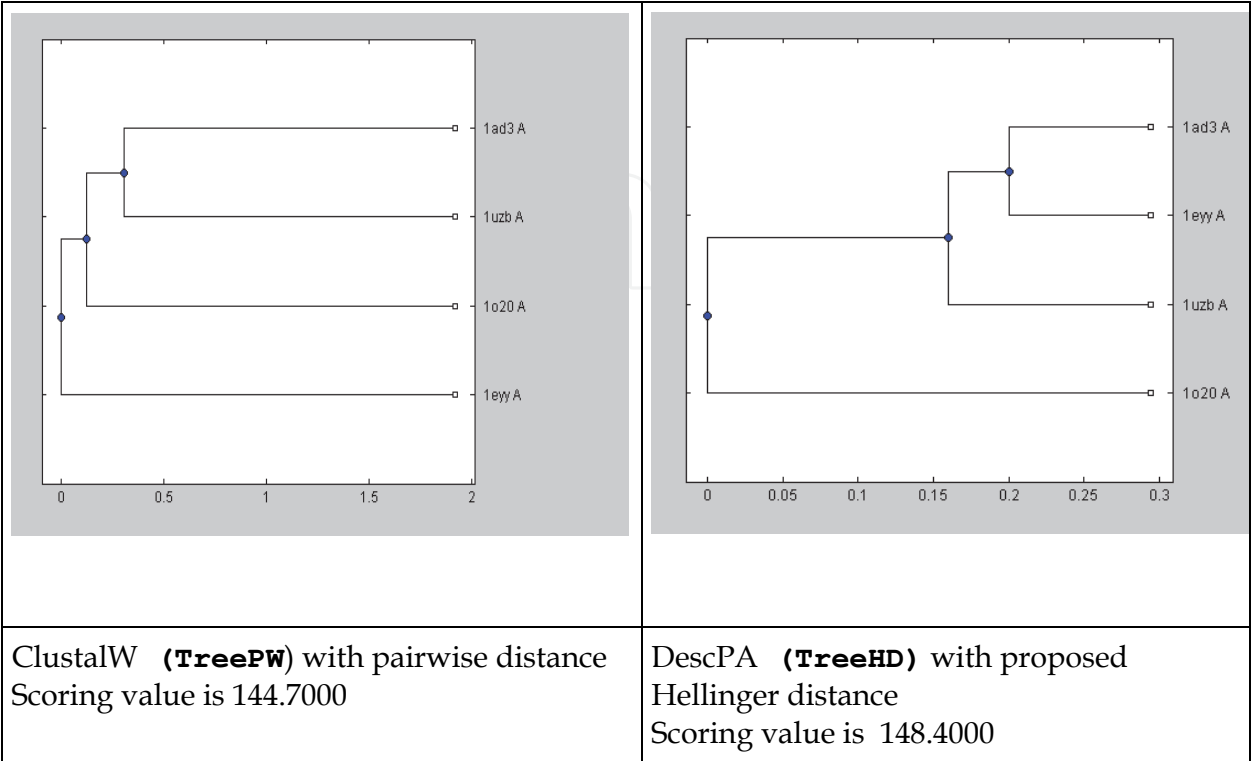 1ad3 A
1uzb A
1o20 A
1eyy A
0 0.5 1 1.5 2
1ad3 A
1eyy A
1uzb A
1o20 A
0 0.05 0.1 0.15 0.2 0.25 0.3
ClustalW (TreePW) with pairwise distance
Scoring value is 144.7000
DescPA (TreeHD) with proposed
Hellinger distance
Scoring value is 148.4000